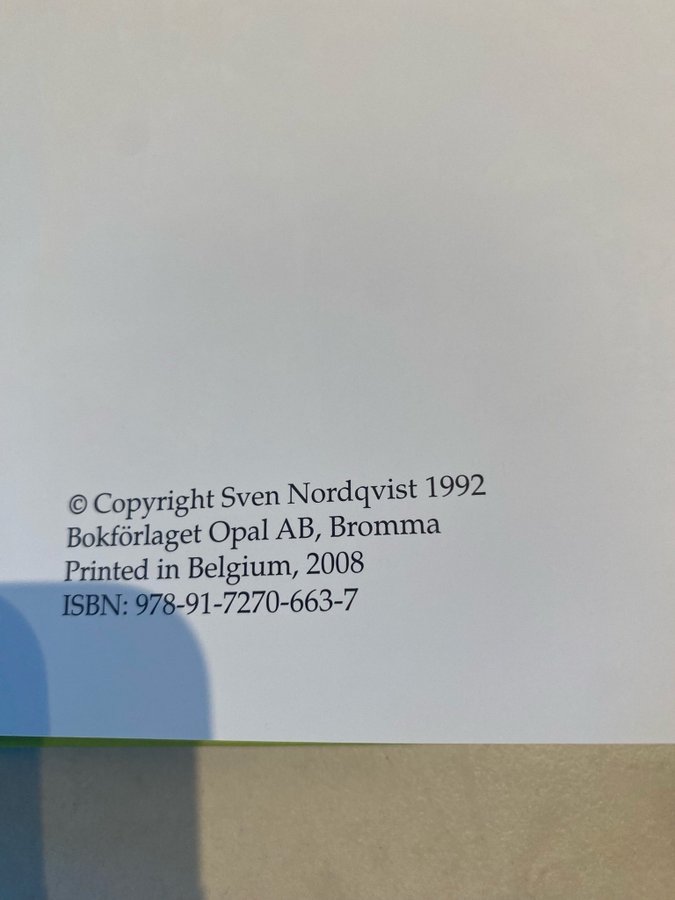 © Copyright Sven Nordqvist 1992
Bokförlaget Opal AB, Bromma
Printed in Belgium, 2008
ISBN: 978-91-7270-663-7